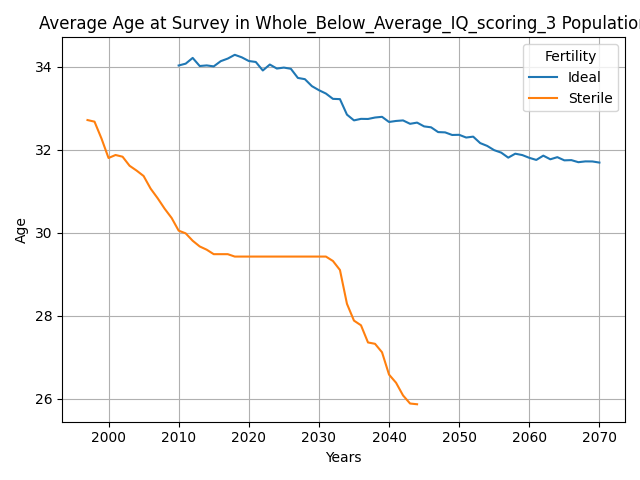 Average Age at Survey in Whole_Below_Average_IQ_scoring_3 Population
Fertility
Ideal
Sterile
Age
34
32
30
28
26
2000
2010
2020
2030
2040
2050
2060
2070
Years